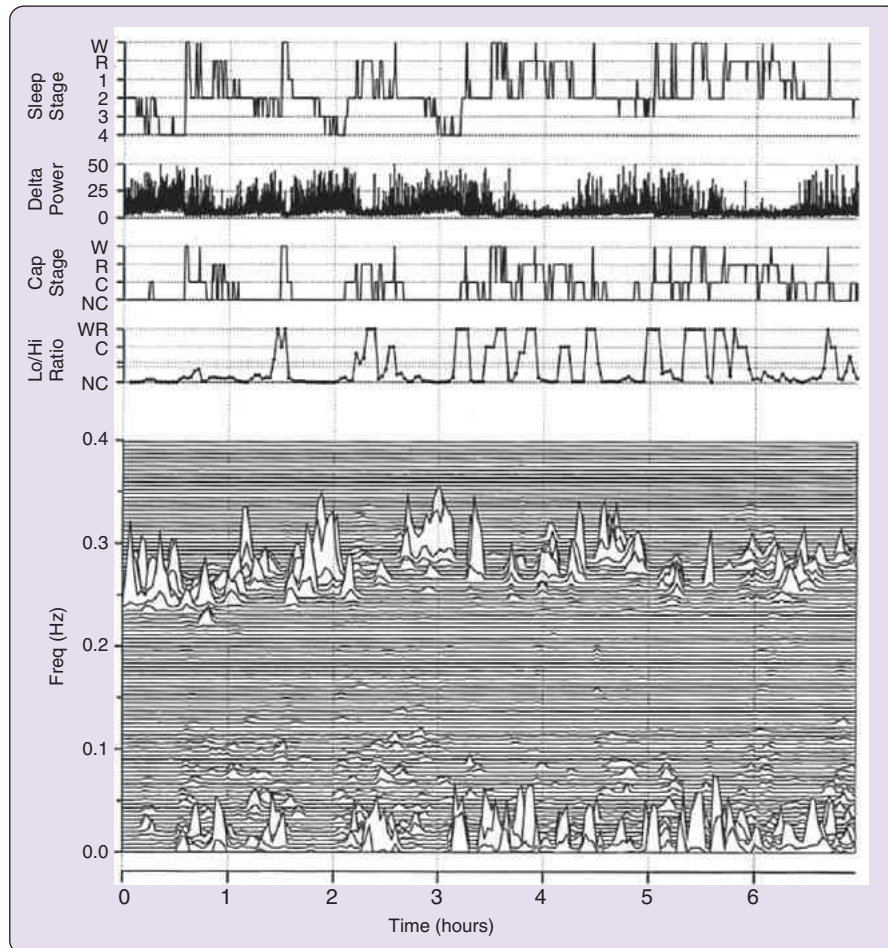 Sleep
Stage
W
R
1
2
3
4
Delta
Power
50
25
0
Cap
Stage
W
R
C
NC
Lo/Hi
Ratio
WR
C
NC
Freq (Hz)
0.4
0.3
0.2
0.1
0.0
0 1 2 3 4 5 6
Time (hours)